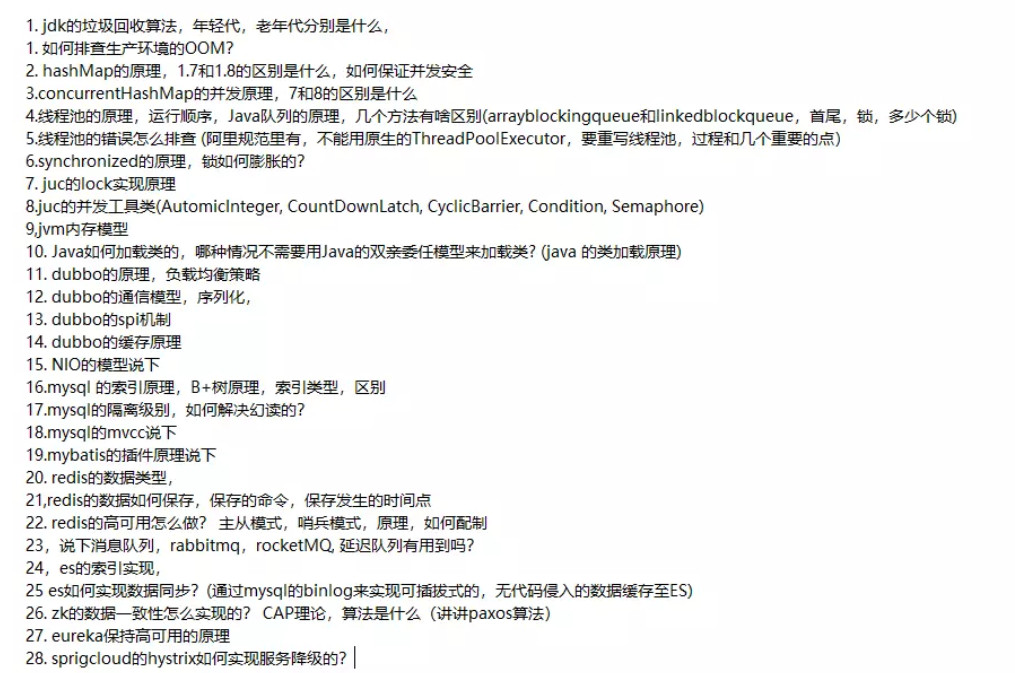 1. jdk的垃圾回收算法，年轻代，老年代分别是什么，
1. 如何排查生产环境的OOM？
2. hashMap的原理，1.7和1.8的区别是什么，如何保证并发安全
3.concurrentHashMap的并发原理，7和8的区别是什么
4.线程池的原理，运行顺序，Java队列的原理，几个方法有啥区别(arrayblockingqueue和linkedblockqueue，首尾，锁，多少个锁)
5.线程池的错误怎么排查 (阿里规范里有，不能用原生的ThreadPoolExecutor，要重写线程池，过程和几个重要的点）
6.synchronized的原理，锁如何膨胀的？
7. juc的lock实现原理
8.juc的并发工具类(AutomicInteger, CountDownLatch, CyclicBarrier, Condition, Semaphore)
9,jvm内存模型
10. Java如何加载类的，哪种情况不需要用Java的双亲委任模型来加载类? (java 的类加载原理)
11. dubbo的原理，负载均衡策略
12. dubbo的通信模型，序列化，
13. dubbo的spi机制
14. dubbo的缓存原理
15. NIO的模型说下
16.mysql 的索引原理，B+树原理，索引类型，区别
17.mysql的隔离级别，如何解决幻读的？
18.mysql的mvcc说下
19.mybatis的插件原理说下
20. redis的数据类型，
21,redis的数据如何保存，保存的命令，保存发生的时间点
22. redis的高可用怎么做？ 主从模式，哨兵模式，原理，如何配制
23，说下消息队列，rabbitmq，rocketMQ, 延迟队列有用到吗？
24，es的索引实现，
25 es如何实现数据同步？(通过mysql的binlog来实现可插拔式的，无代码侵入的数据缓存至ES)
26. zk的数据一致性怎么实现的？ CAP理论，算法是什么（讲讲paxos算法）
27. eureka保持高可用的原理
28. sprigcloud的hystrix如何实现服务降级的？